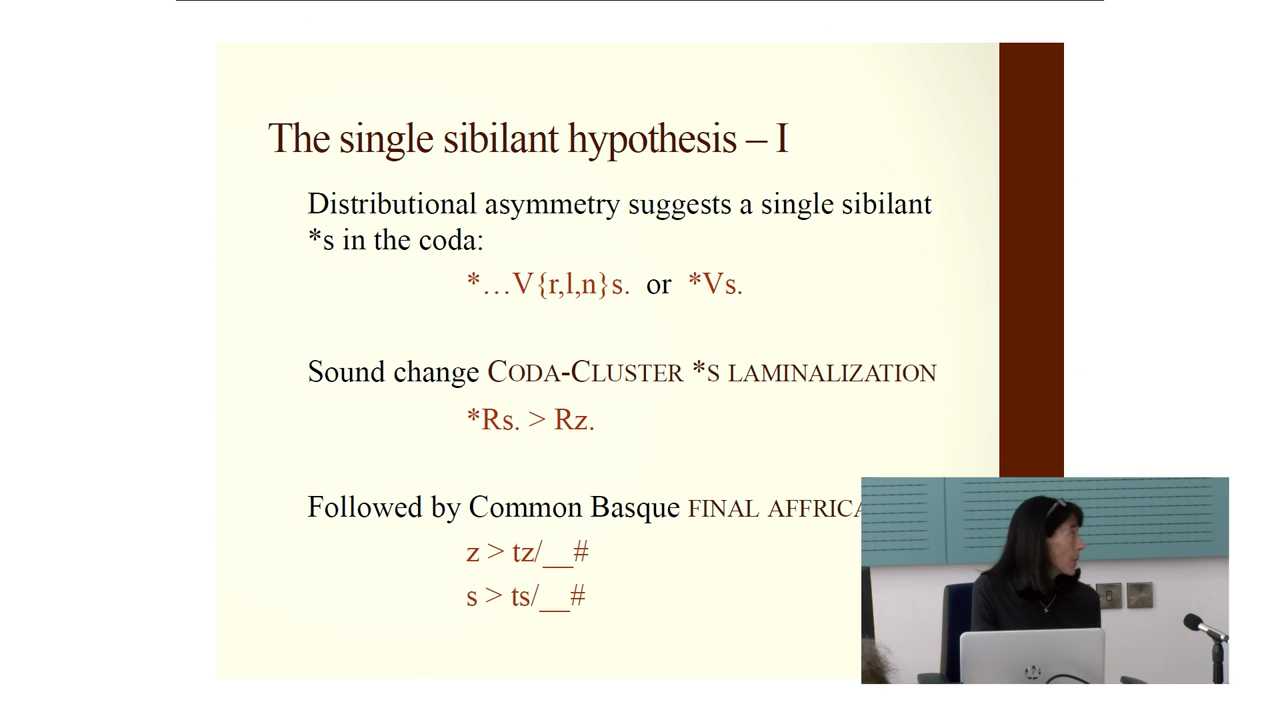 The single sibilant hypothesis – I
Distributional asymmetry suggests a single sibilant
*s in the coda:
*…V{r,l,n}s. or *Vs.
Sound change CODA-CLUSTER *S LAMINALIZATION
*Rs. > Rz.
Followed by Common Basque FINAL
z > tz/__#
s > ts/__#